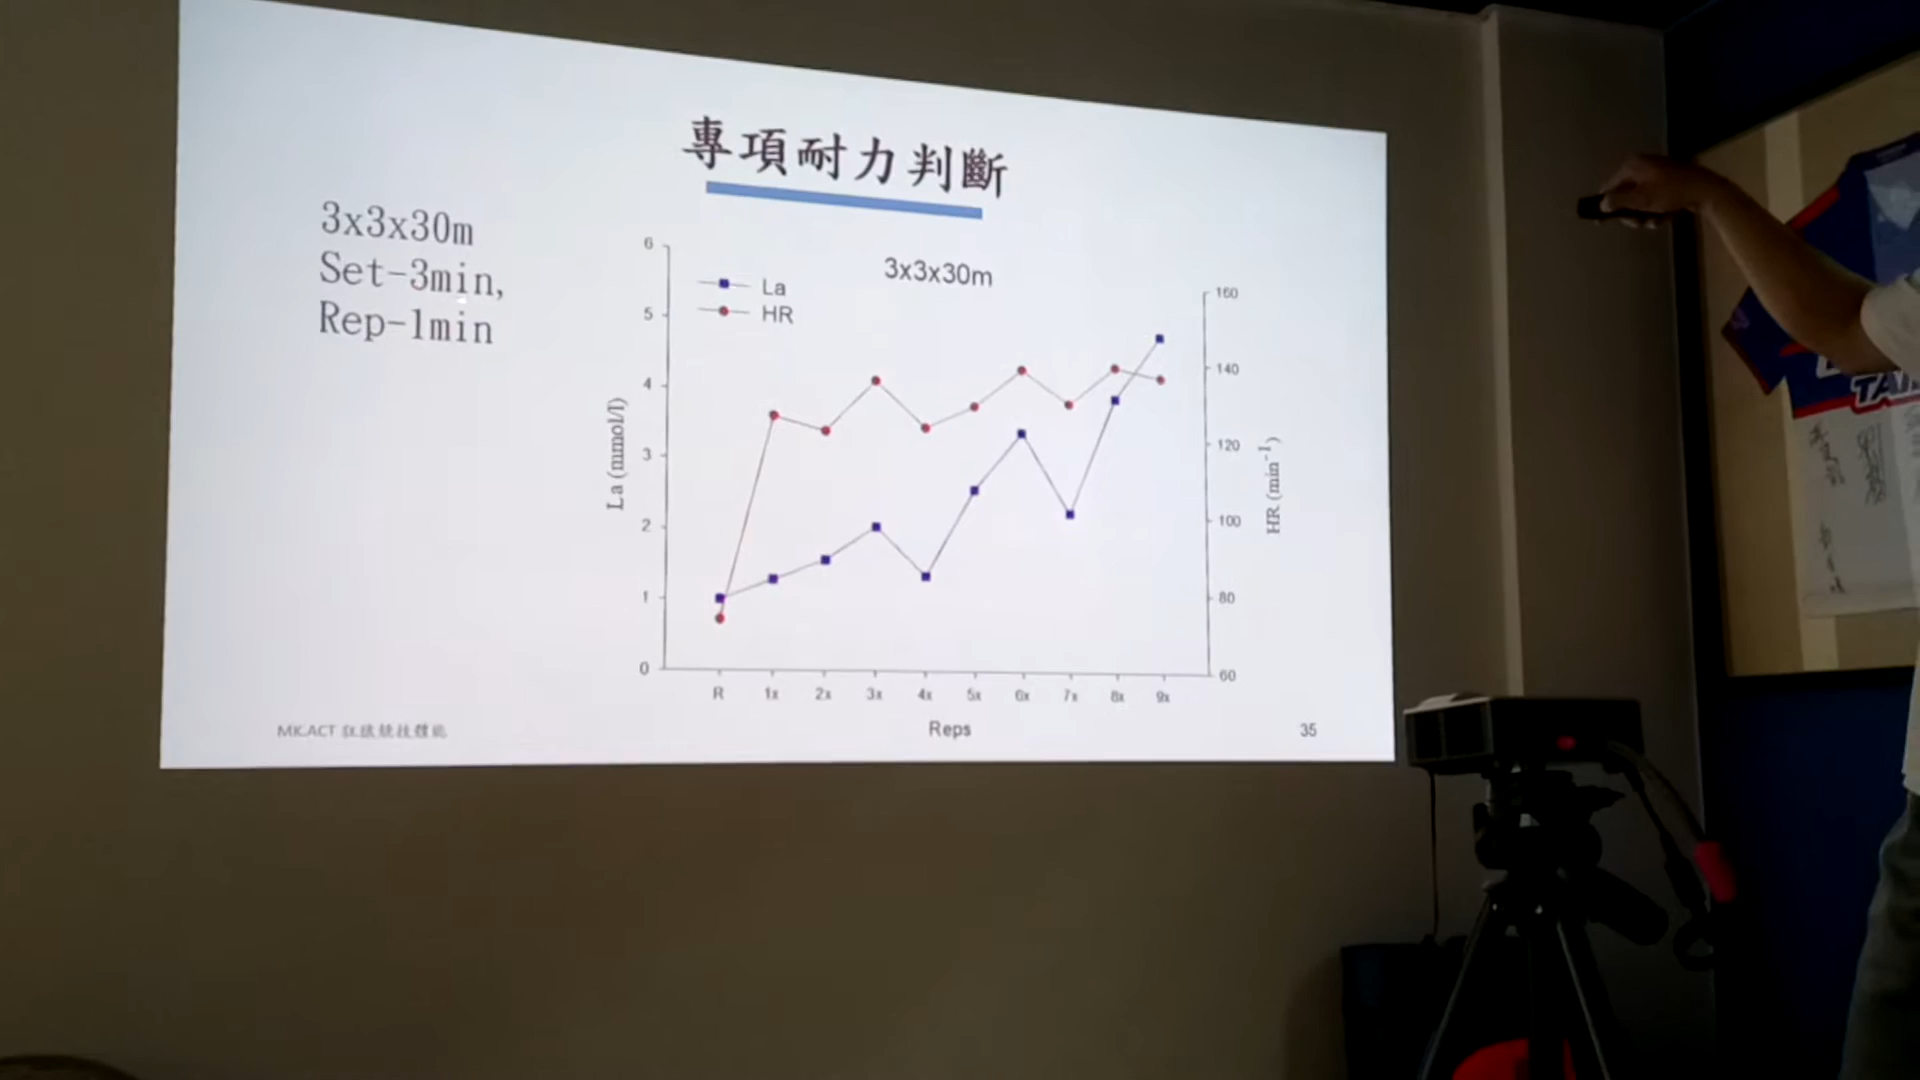 專項耐力判斷
3x3x30m
Set-3min,
Rep-1min
3x3x30m
La
HR
6
5
4
3
2
1
0
La (mmol/l)
160
140
120
100
80
60
HR (min⁻¹)
R 1x 2x 3x 4x 5x 6x 7x 8x 9x
Reps
MKACT
35
TAI